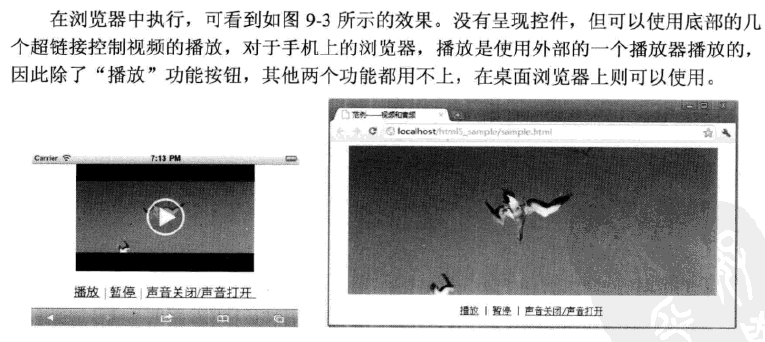 在浏览器中执行，可看到如图 9-3 所示的效果。没有呈现控件，但可以使用底部的几
个超链接控制视频的播放，对于手机上的浏览器，播放是使用外部的一个播放器播放的，
因此除了“播放”功能按钮，其他两个功能都用不上，在桌面浏览器上则可以使用。
Carrier 7:13 PM
播放 | 暂停 | 声音关闭/声音打开
范例——视频和音频
localhost/html5_sample/sample.html
播放 | 暂停 | 声音关闭/声音打开